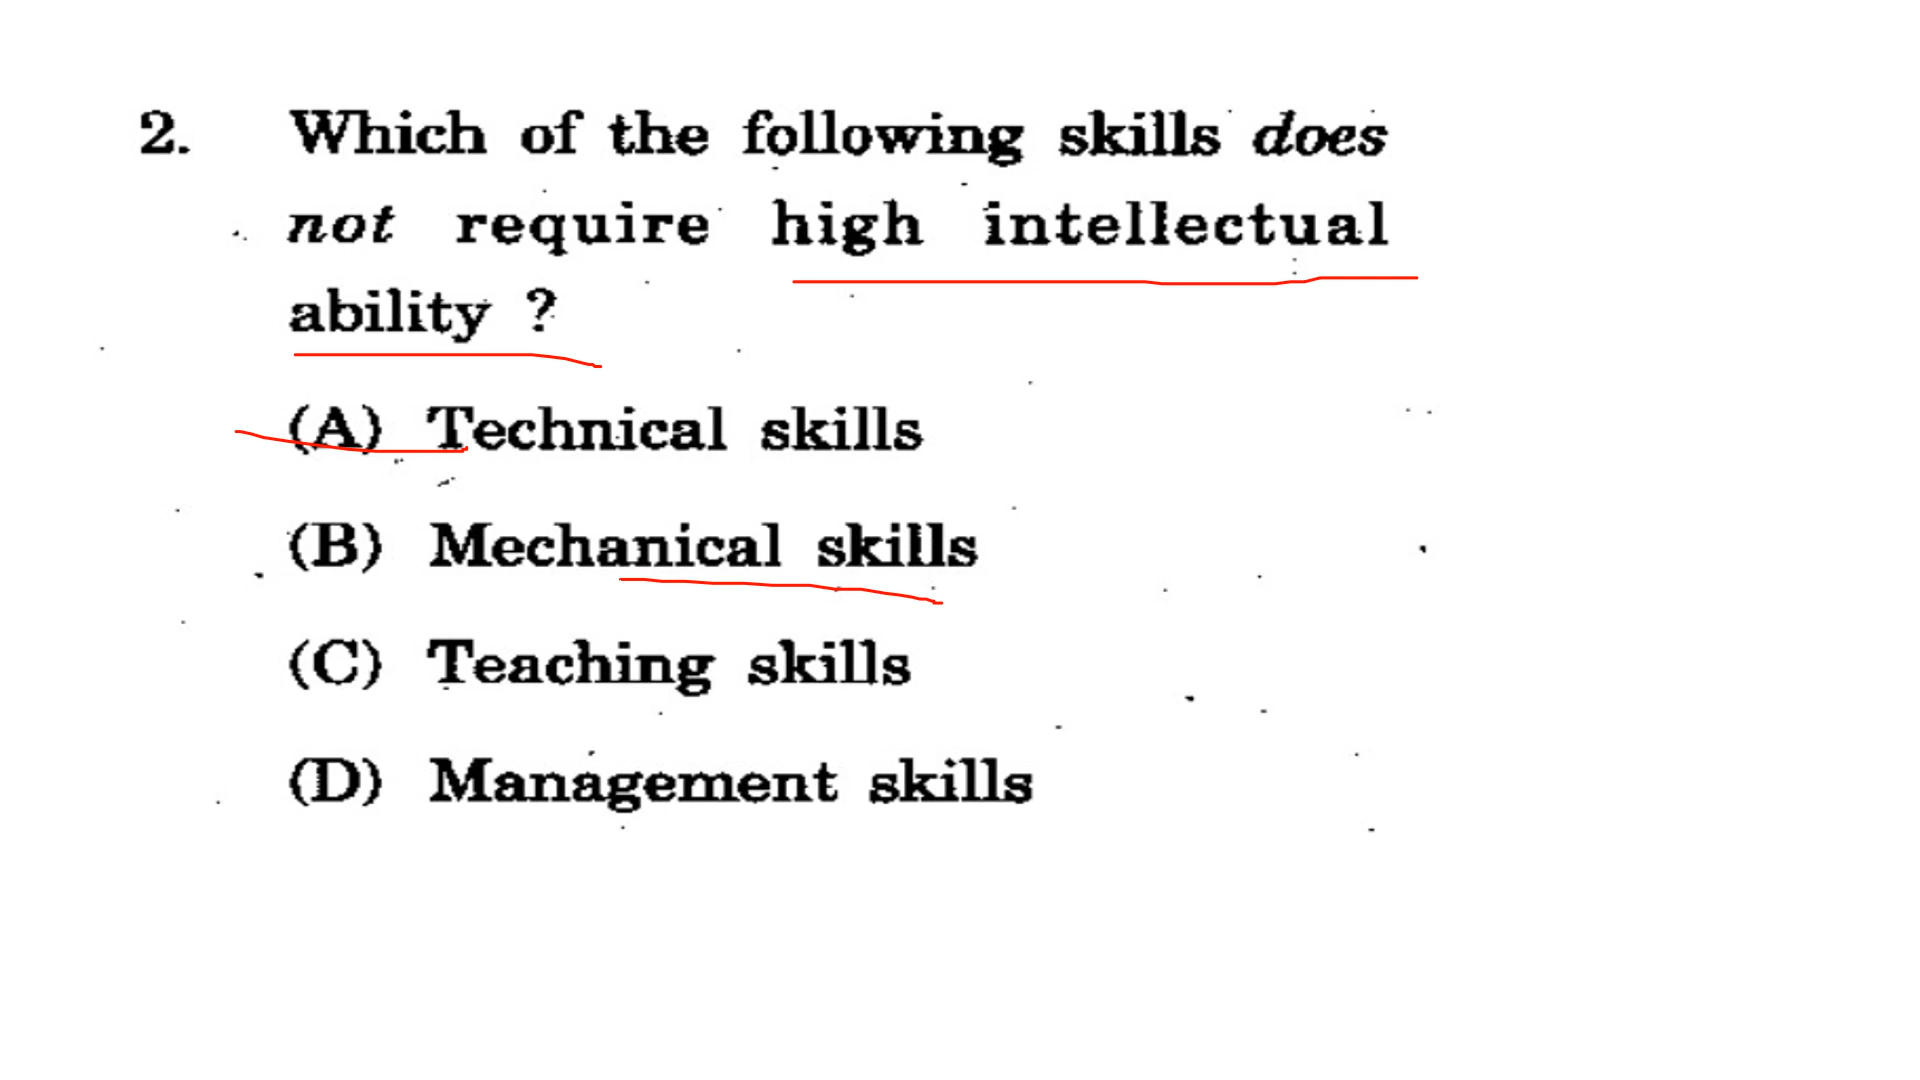 2. Which of the following skills does
not require high intellectual
ability ?
(A) Technical skills
(B) Mechanical skills
(C) Teaching skills
(D) Management skills